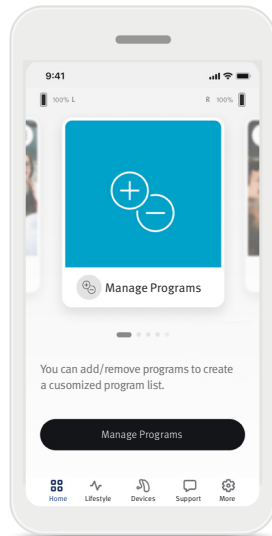 9:41
100% L R 100%
Manage Programs
You can add/remove programs to create
a cusomized program list.
Manage Programs
Home Lifestyle Devices Support More